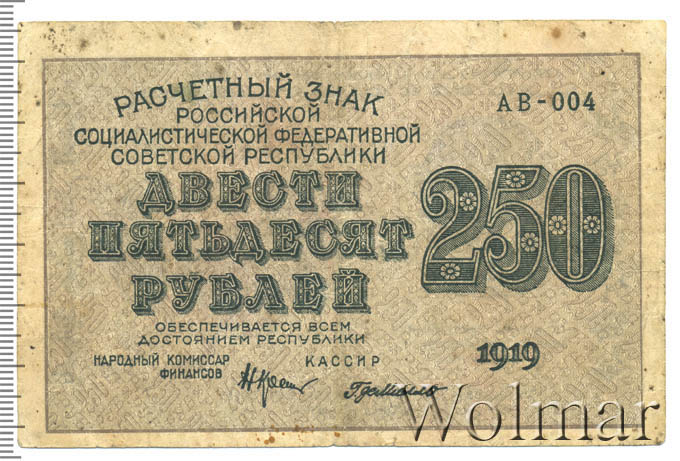 РАСЧЕТНЫЙ ЗНАК
РОССИЙСКОЙ
СОЦИАЛИСТИЧЕСКОЙ ФЕДЕРАТИВНОЙ
СОВЕТСКОЙ РЕСПУБЛИКИ
АВ-004
ДВЕСТИ
ПЯТЬДЕСЯТ
РУБЛЕЙ
250
ОБЕСПЕЧИВАЕТСЯ ВСЕМ
ДОСТОЯНИЕМ РЕСПУБЛИКИ
НАРОДНЫЙ КОМИССАР
ФИНАНСОВ
КАССИР
1919
Wolmar